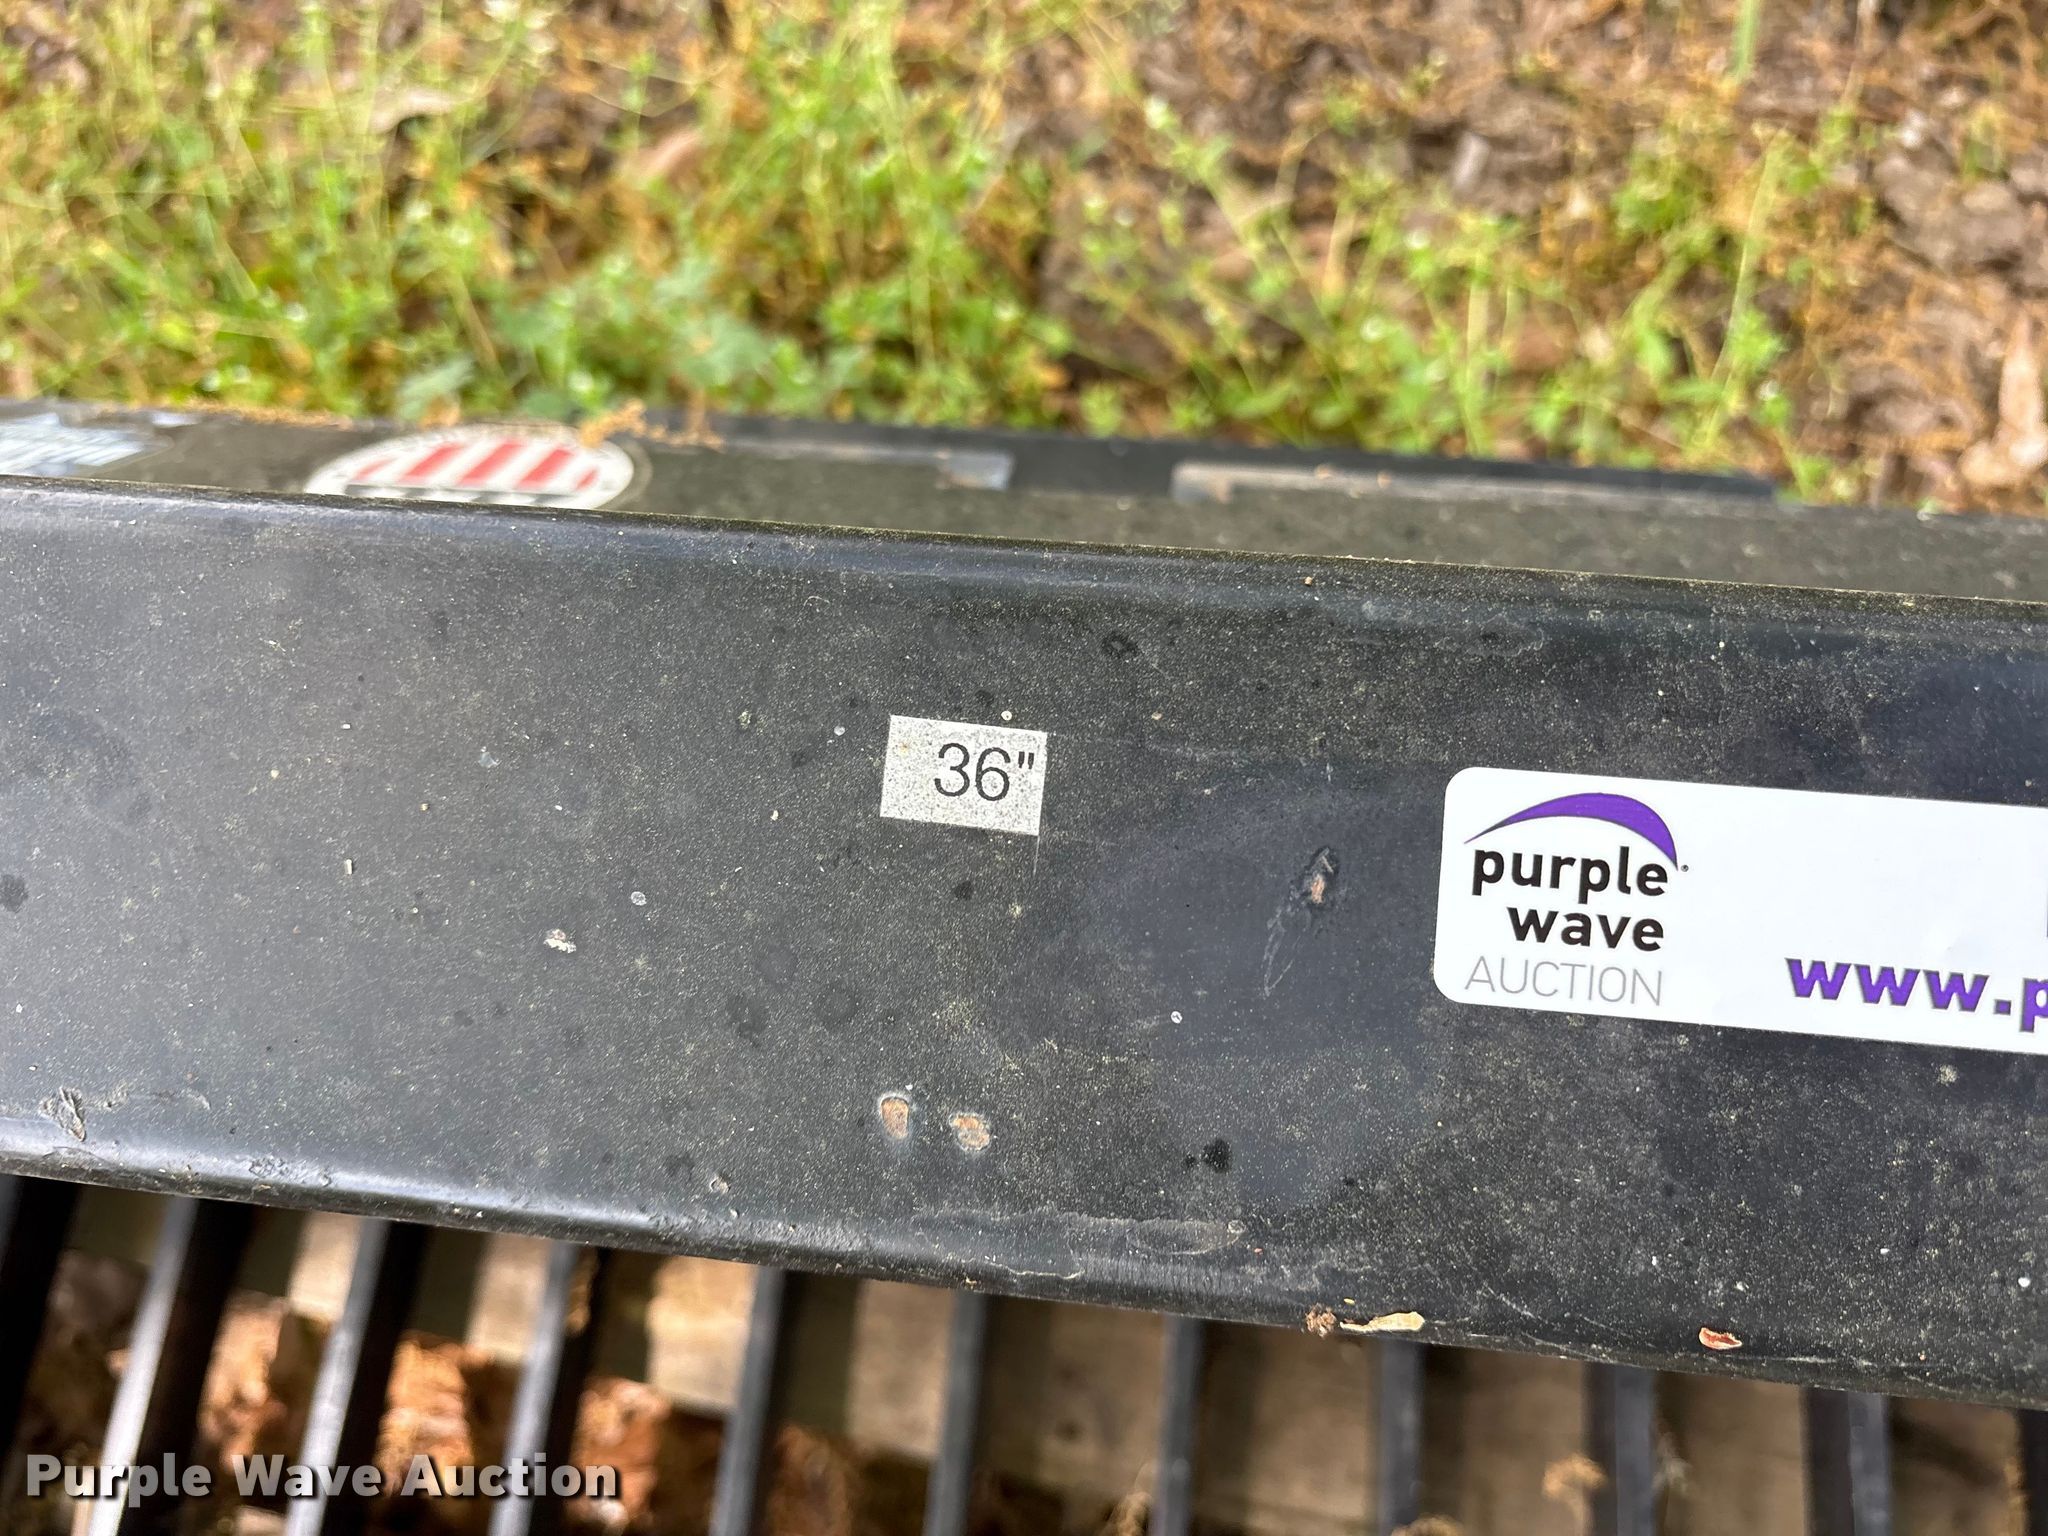 36"
purple
wave
AUCTION
www.p
Purple Wave Auction